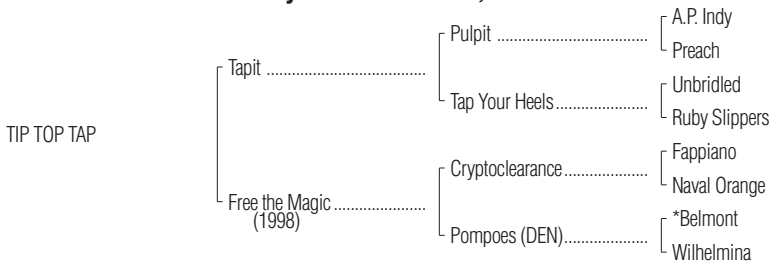 A.P. Indy
Pulpit ....................................
Preach
Tapit ......................................
Unbridled
Tap Your Heels......................
Ruby Slippers
TIP TOP TAP
Fappiano
Cryptoclearance....................
Naval Orange
Free the Magic ......................
(1998)
*Belmont
Pompoes (DEN)....................
Wilhelmina